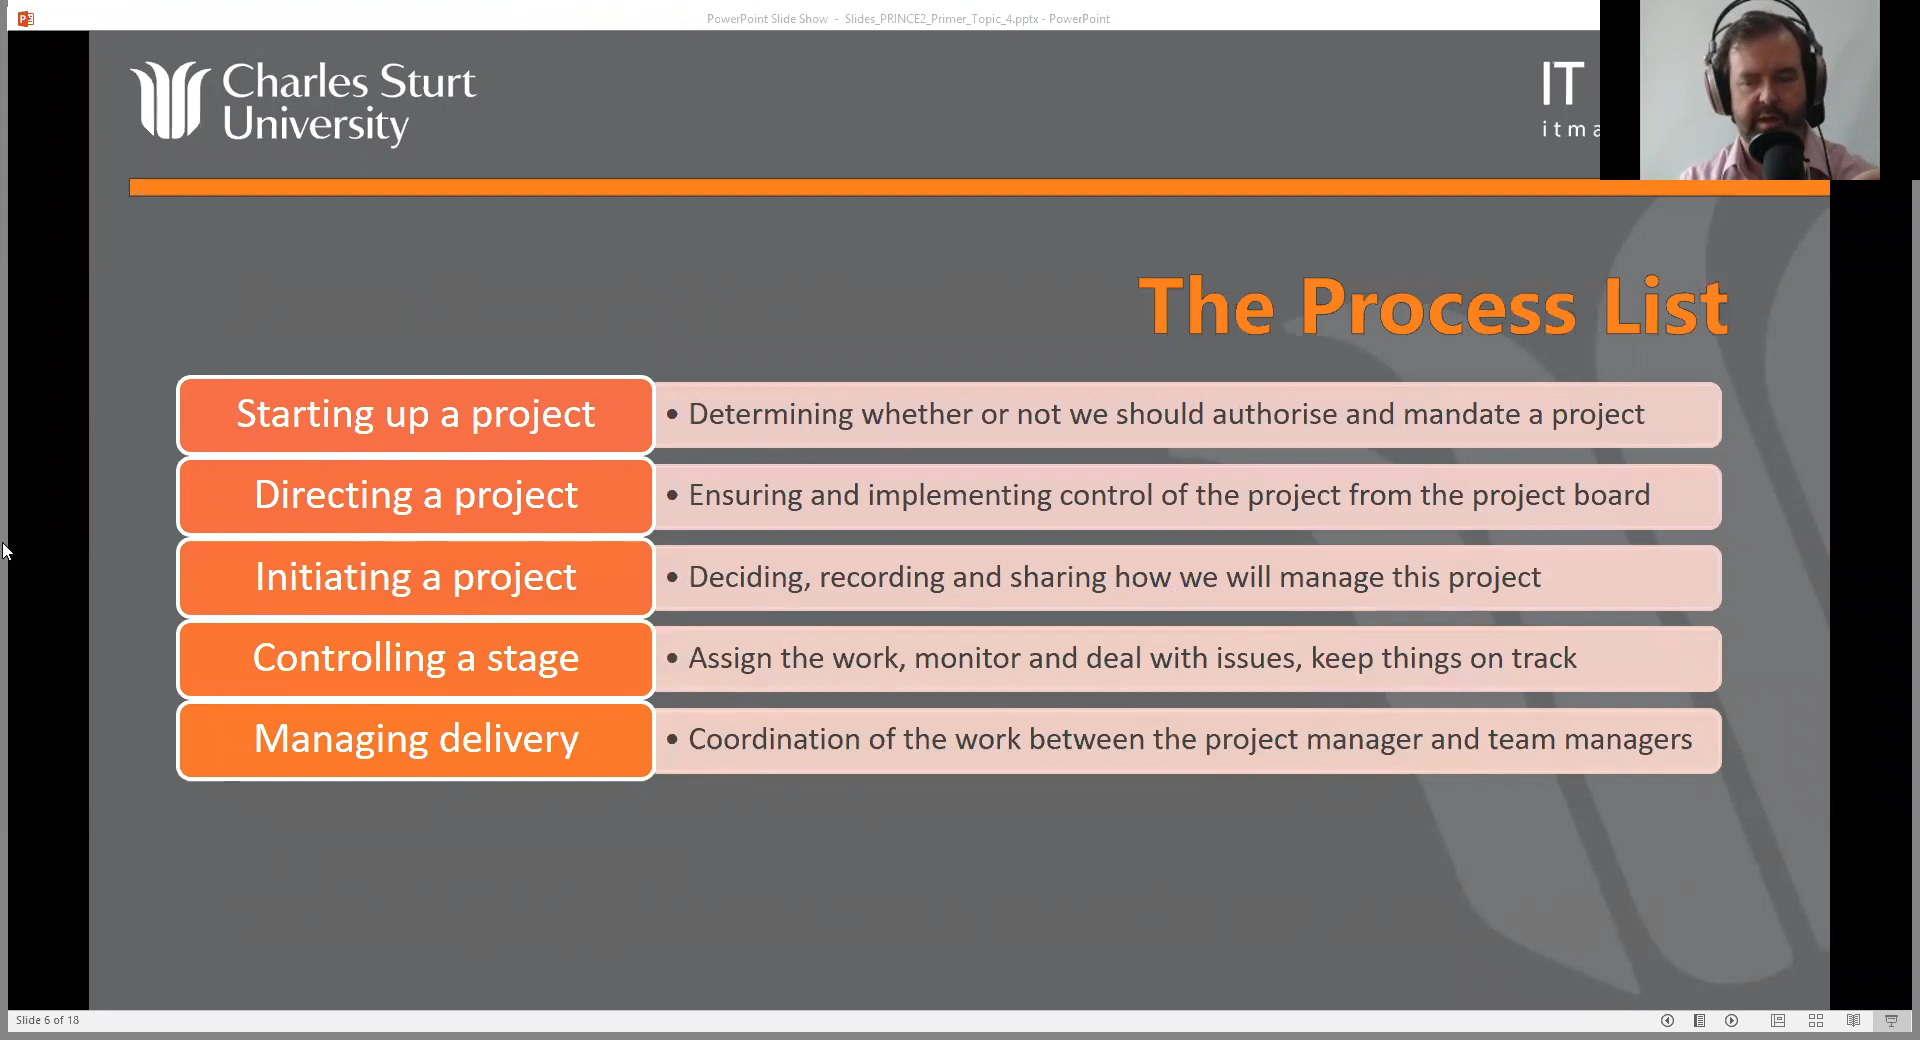 PowerPoint Slide Show - Slides_PRINCE2_Primer_Topic_4.pptx - PowerPoint
Charles Sturt
University
IT
itma
The Process List
Starting up a project
• Determining whether or not we should authorise and mandate a project
Directing a project
• Ensuring and implementing control of the project from the project board
Initiating a project
• Deciding, recording and sharing how we will manage this project
Controlling a stage
• Assign the work, monitor and deal with issues, keep things on track
Managing delivery
• Coordination of the work between the project manager and team managers
Slide 6 of 18